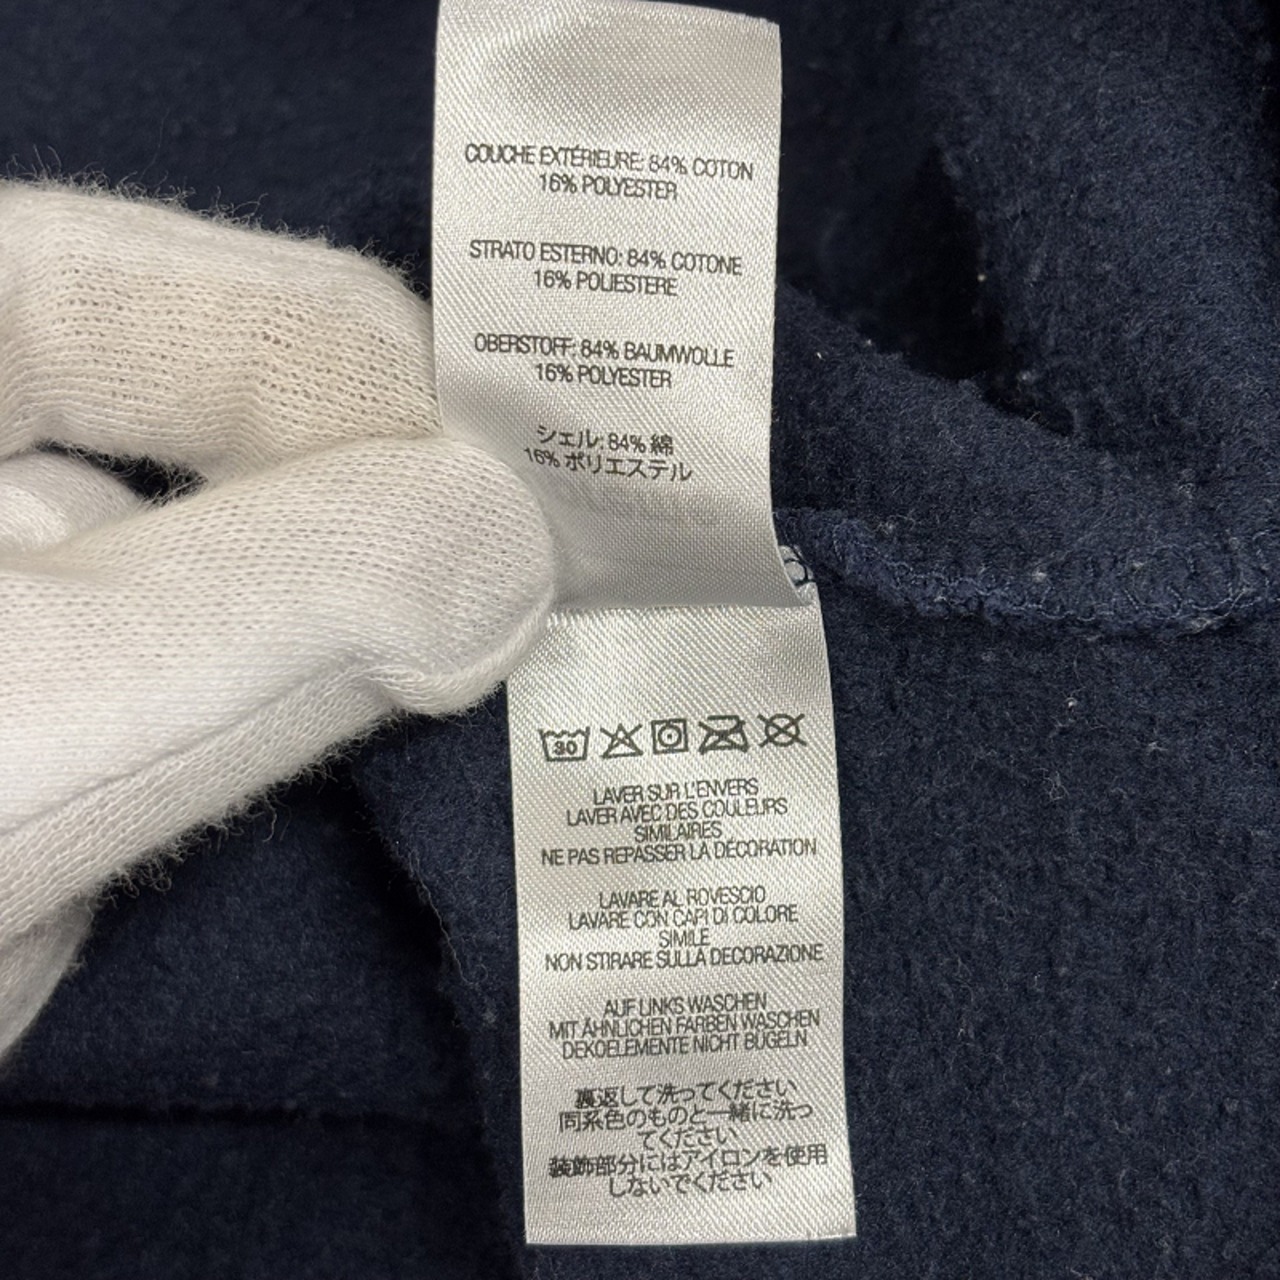 COUCHE EXTÉRIEURE: 84% COTON
16% POLYESTER
STRATO ESTERNO: 84% COTONE
16% POLIESTERE
OBERSTOFF: 84% BAUMWOLLE
16% POLYESTER
シェル: 84% 綿
16% ポリエステル
30
LAVER SUR L'ENVERS
LAVER AVEC DES COULEURS
SIMILAIRES
NE PAS REPASSER LA DÉCORATION
LAVARE AL ROVESCIO
LAVARE CON CAPI DI COLORE
SIMILE
NON STIRARE SULLA DECORAZIONE
AUF LINKS WASCHEN
MIT ÄHNLICHEN FARBEN WASCHEN
DEKOELEMENTE NICHT BÜGELN
裏返して洗ってください
同系色のものと一緒に洗っ
てください
装飾部分にはアイロンを使用
しないでください